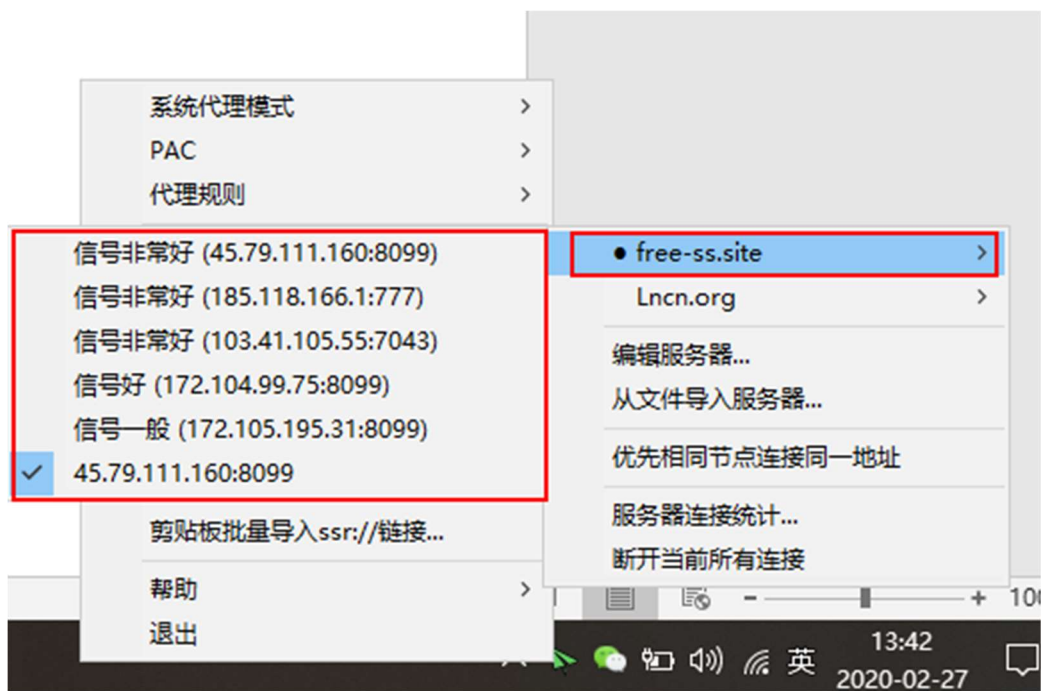 系统代理模式
PAC
代理规则
信号非常好 (45.79.111.160:8099)
信号非常好 (185.118.166.1:777)
信号非常好 (103.41.105.55:7043)
信号好 (172.104.99.75:8099)
信号一般 (172.105.195.31:8099)
45.79.111.160:8099
剪贴板批量导入ssr://链接...
帮助
退出
● free-ss.site
Lncn.org
编辑服务器...
从文件导入服务器...
优先相同节点连接同一地址
服务器连接统计...
断开当前所有连接
100
英
13:42
2020-02-27